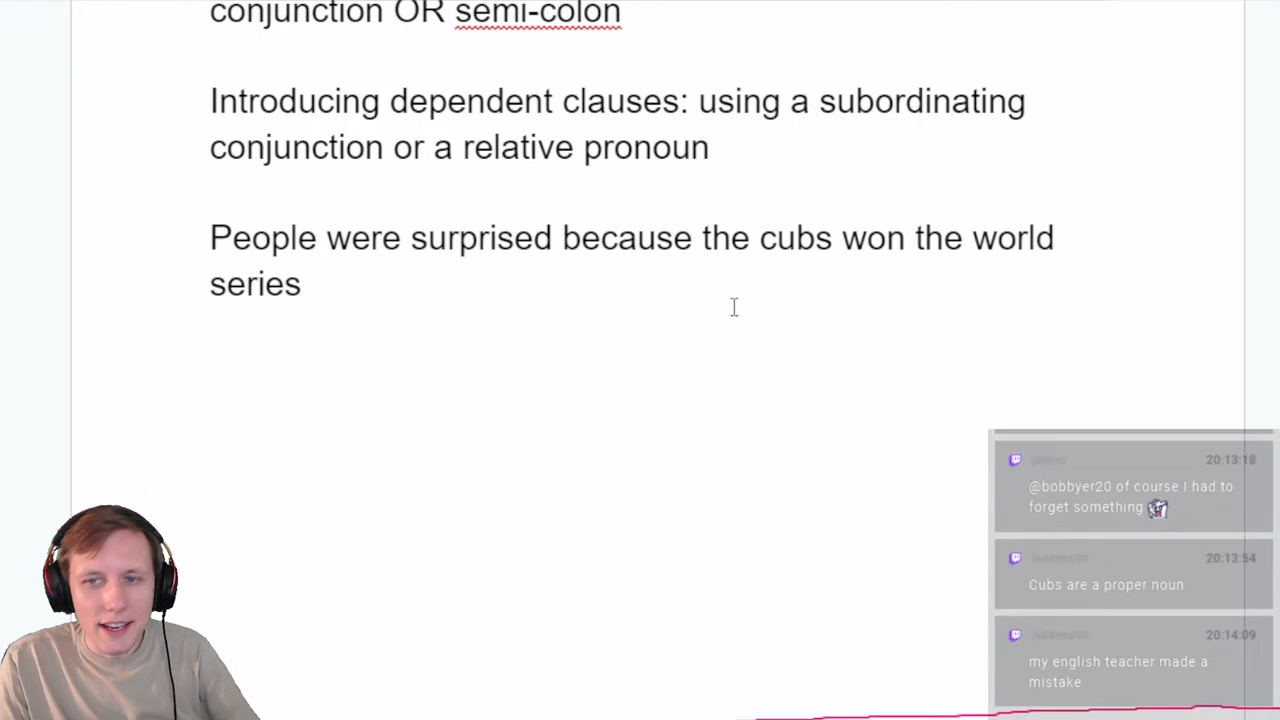 conjunction OR semi-colon
Introducing dependent clauses: using a subordinating
conjunction or a relative pronoun
People were surprised because the cubs won the world
series
20:13:18
@bobbyer20 of course I had to
forget something
20:13:54
Cubs are a proper noun
20:14:09
my english teacher made a
mistake